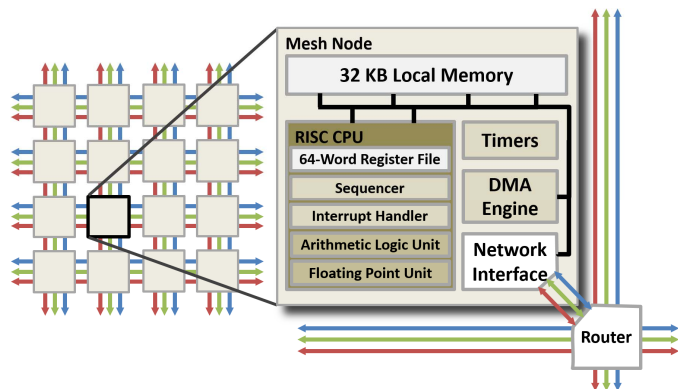 Mesh Node
32 KB Local Memory
RISC CPU
64-Word Register File
Sequencer
Interrupt Handler
Arithmetic Logic Unit
Floating Point Unit
Timers
DMA
Engine
Network
Interface
Router